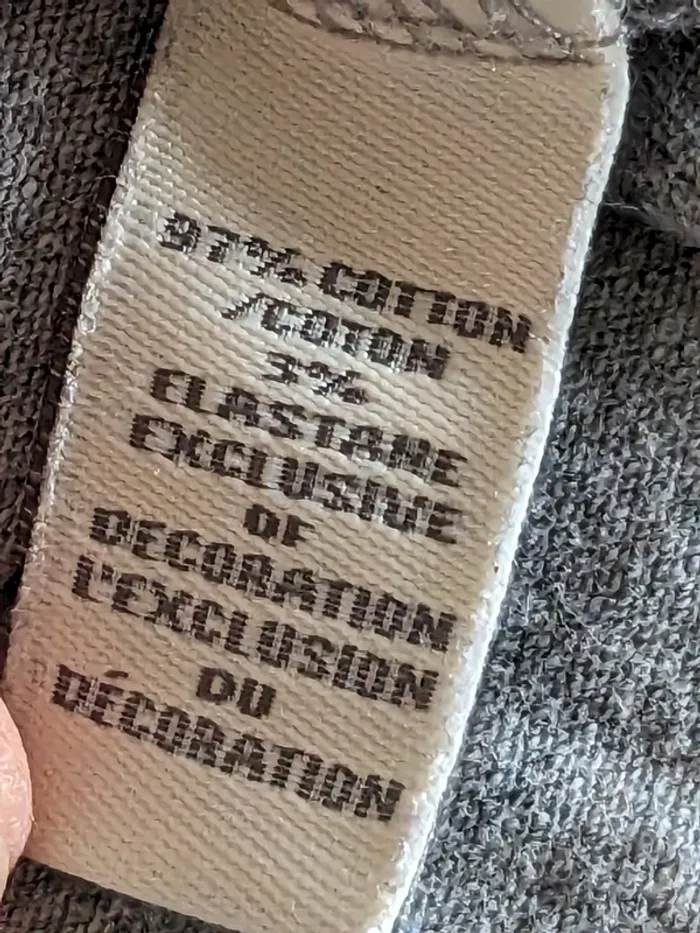 97% COTTON
/COTON
3%
ELASTANE
EXCLUSIVE
OF
DECORATION
L'EXCLUSION
DU
DÉCORATION